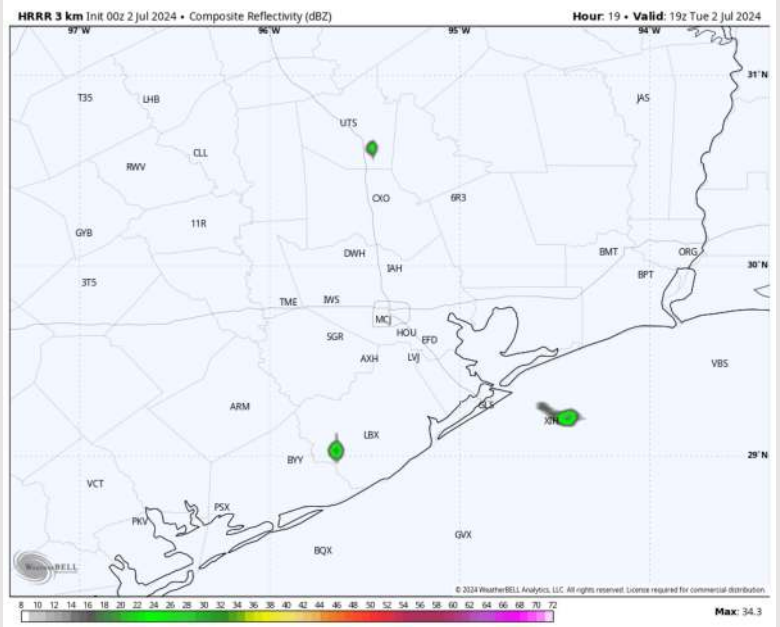 HRRR 3 km Init 00z 2 Jul 2024 • Composite Reflectivity (dBZ) Hour: 19 • Valid: 19z Tue 2 Jul 2024
97°W 96°W 95°W 94°W
31°N
T35 LHB JAS
UTS
CLL
RWV
CXO 6R3
11R
GYB
DWH BMT ORG
IAH 30°N
BPT
3T5
TME IWS
MCJ
SGR HOU EFD
AXH LVJ VBS
ARM GLS
XIH
LBX
BYY 29°N
VCT
PSX
PKV
GVX
BQX
WeatherBELL
© 2024 WeatherBELL Analytics, LLC. All rights reserved. License required for commercial distribution.
8 10 12 14 16 18 20 22 24 26 28 30 32 34 36 38 40 42 44 46 48 50 52 54 56 58 60 62 64 66 68 70 72 Max: 34.3